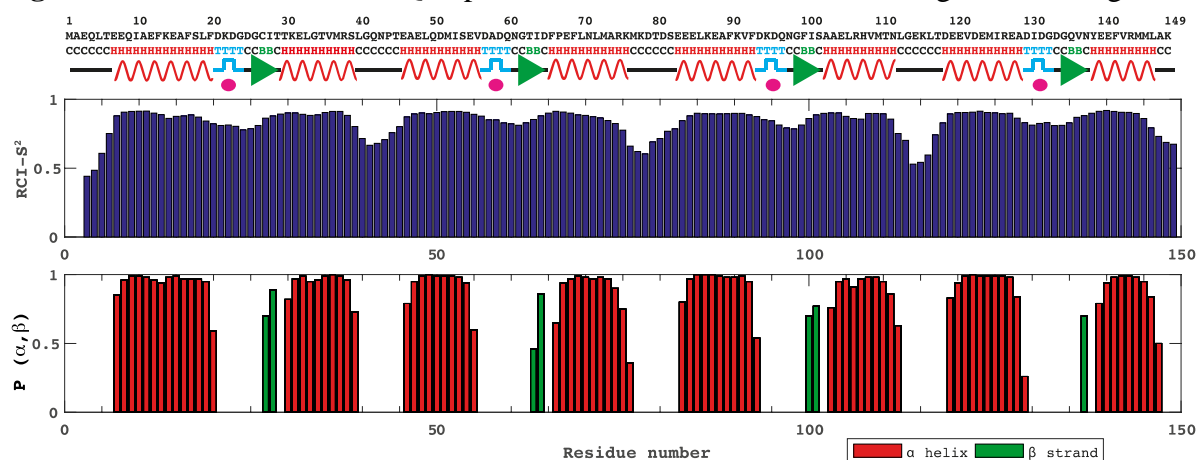 1 10 20 30 40 50 60 70 80 90 100 110 120 130 140 149
MAEQLTEEQIAEFKEAFSLFDKDGDGCITTKELGTVMRSLGQNPTEAELQDMISEVDADQNGTIDFPEFLNLMARKMKDTDSEEELKEAFKVFDKDQNGFISAAELRHVMTNLGEKLTDEEVDEMIREADIDGDGQVNYEEFVRMMLAK
CCCCCCHHHHHHHHHHHHHHTTTTCCBBCHHHHHHHHHHCCCCCCHHHHHHHHHHHTTTTCCBBCHHHHHHHHHHHCCCCCCHHHHHHHHHHHTTTTCCBBCHHHHHHHHHHCCCCCCHHHHHHHHHHHTTTTCCBBCHHHHHHHHHCC
1
0.5
0
RCI-S²
0 50 100 150
1
0.5
0
P (α,β)
0 50 100 150
Residue number
α helix β strand